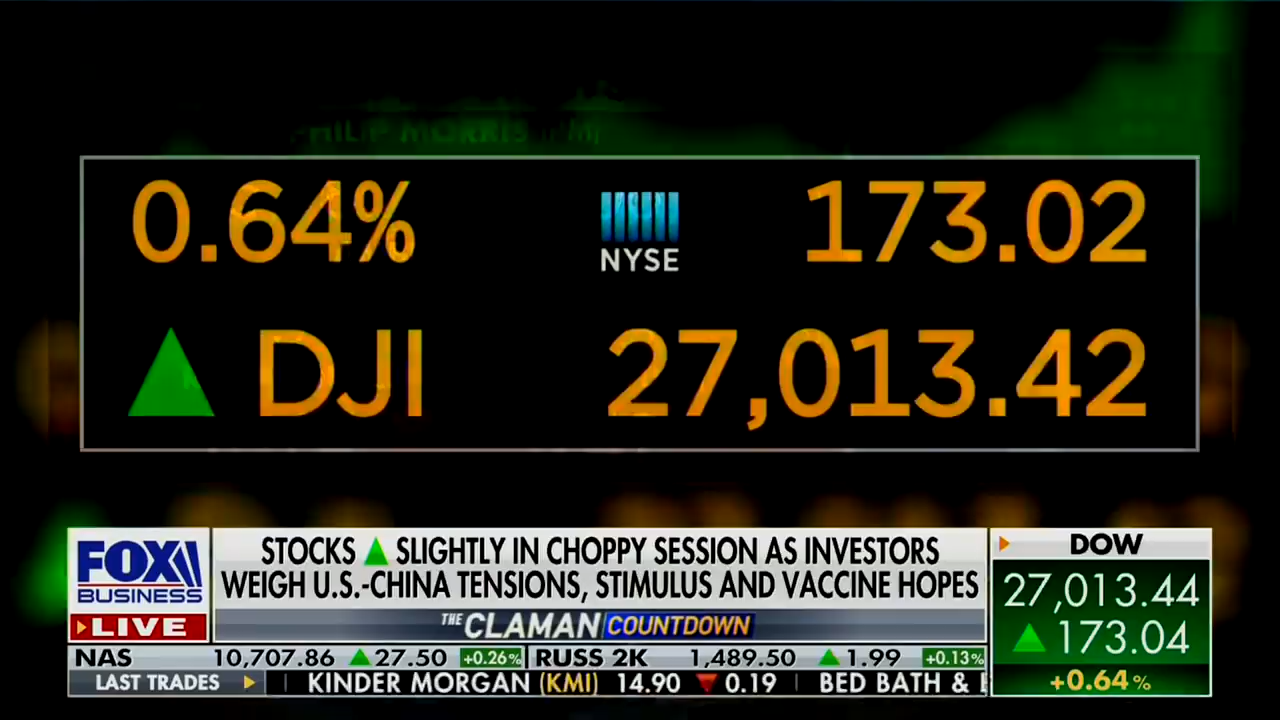 PHILIP MORRIS (PM)
0.64% NYSE 173.02
▲ DJI 27,013.42
FOX BUSINESS
LIVE
STOCKS ▲ SLIGHTLY IN CHOPPY SESSION AS INVESTORS
WEIGH U.S.-CHINA TENSIONS, STIMULUS AND VACCINE HOPES
THE CLAMAN COUNTDOWN
DOW
27,013.44
▲ 173.04
+0.64%
NAS 10,707.86 ▲ 27.50 +0.26% RUSS 2K 1,489.50 ▲ 1.99 +0.13%
LAST TRADES KINDER MORGAN (KMI) 14.90 ▼ 0.19 BED BATH &